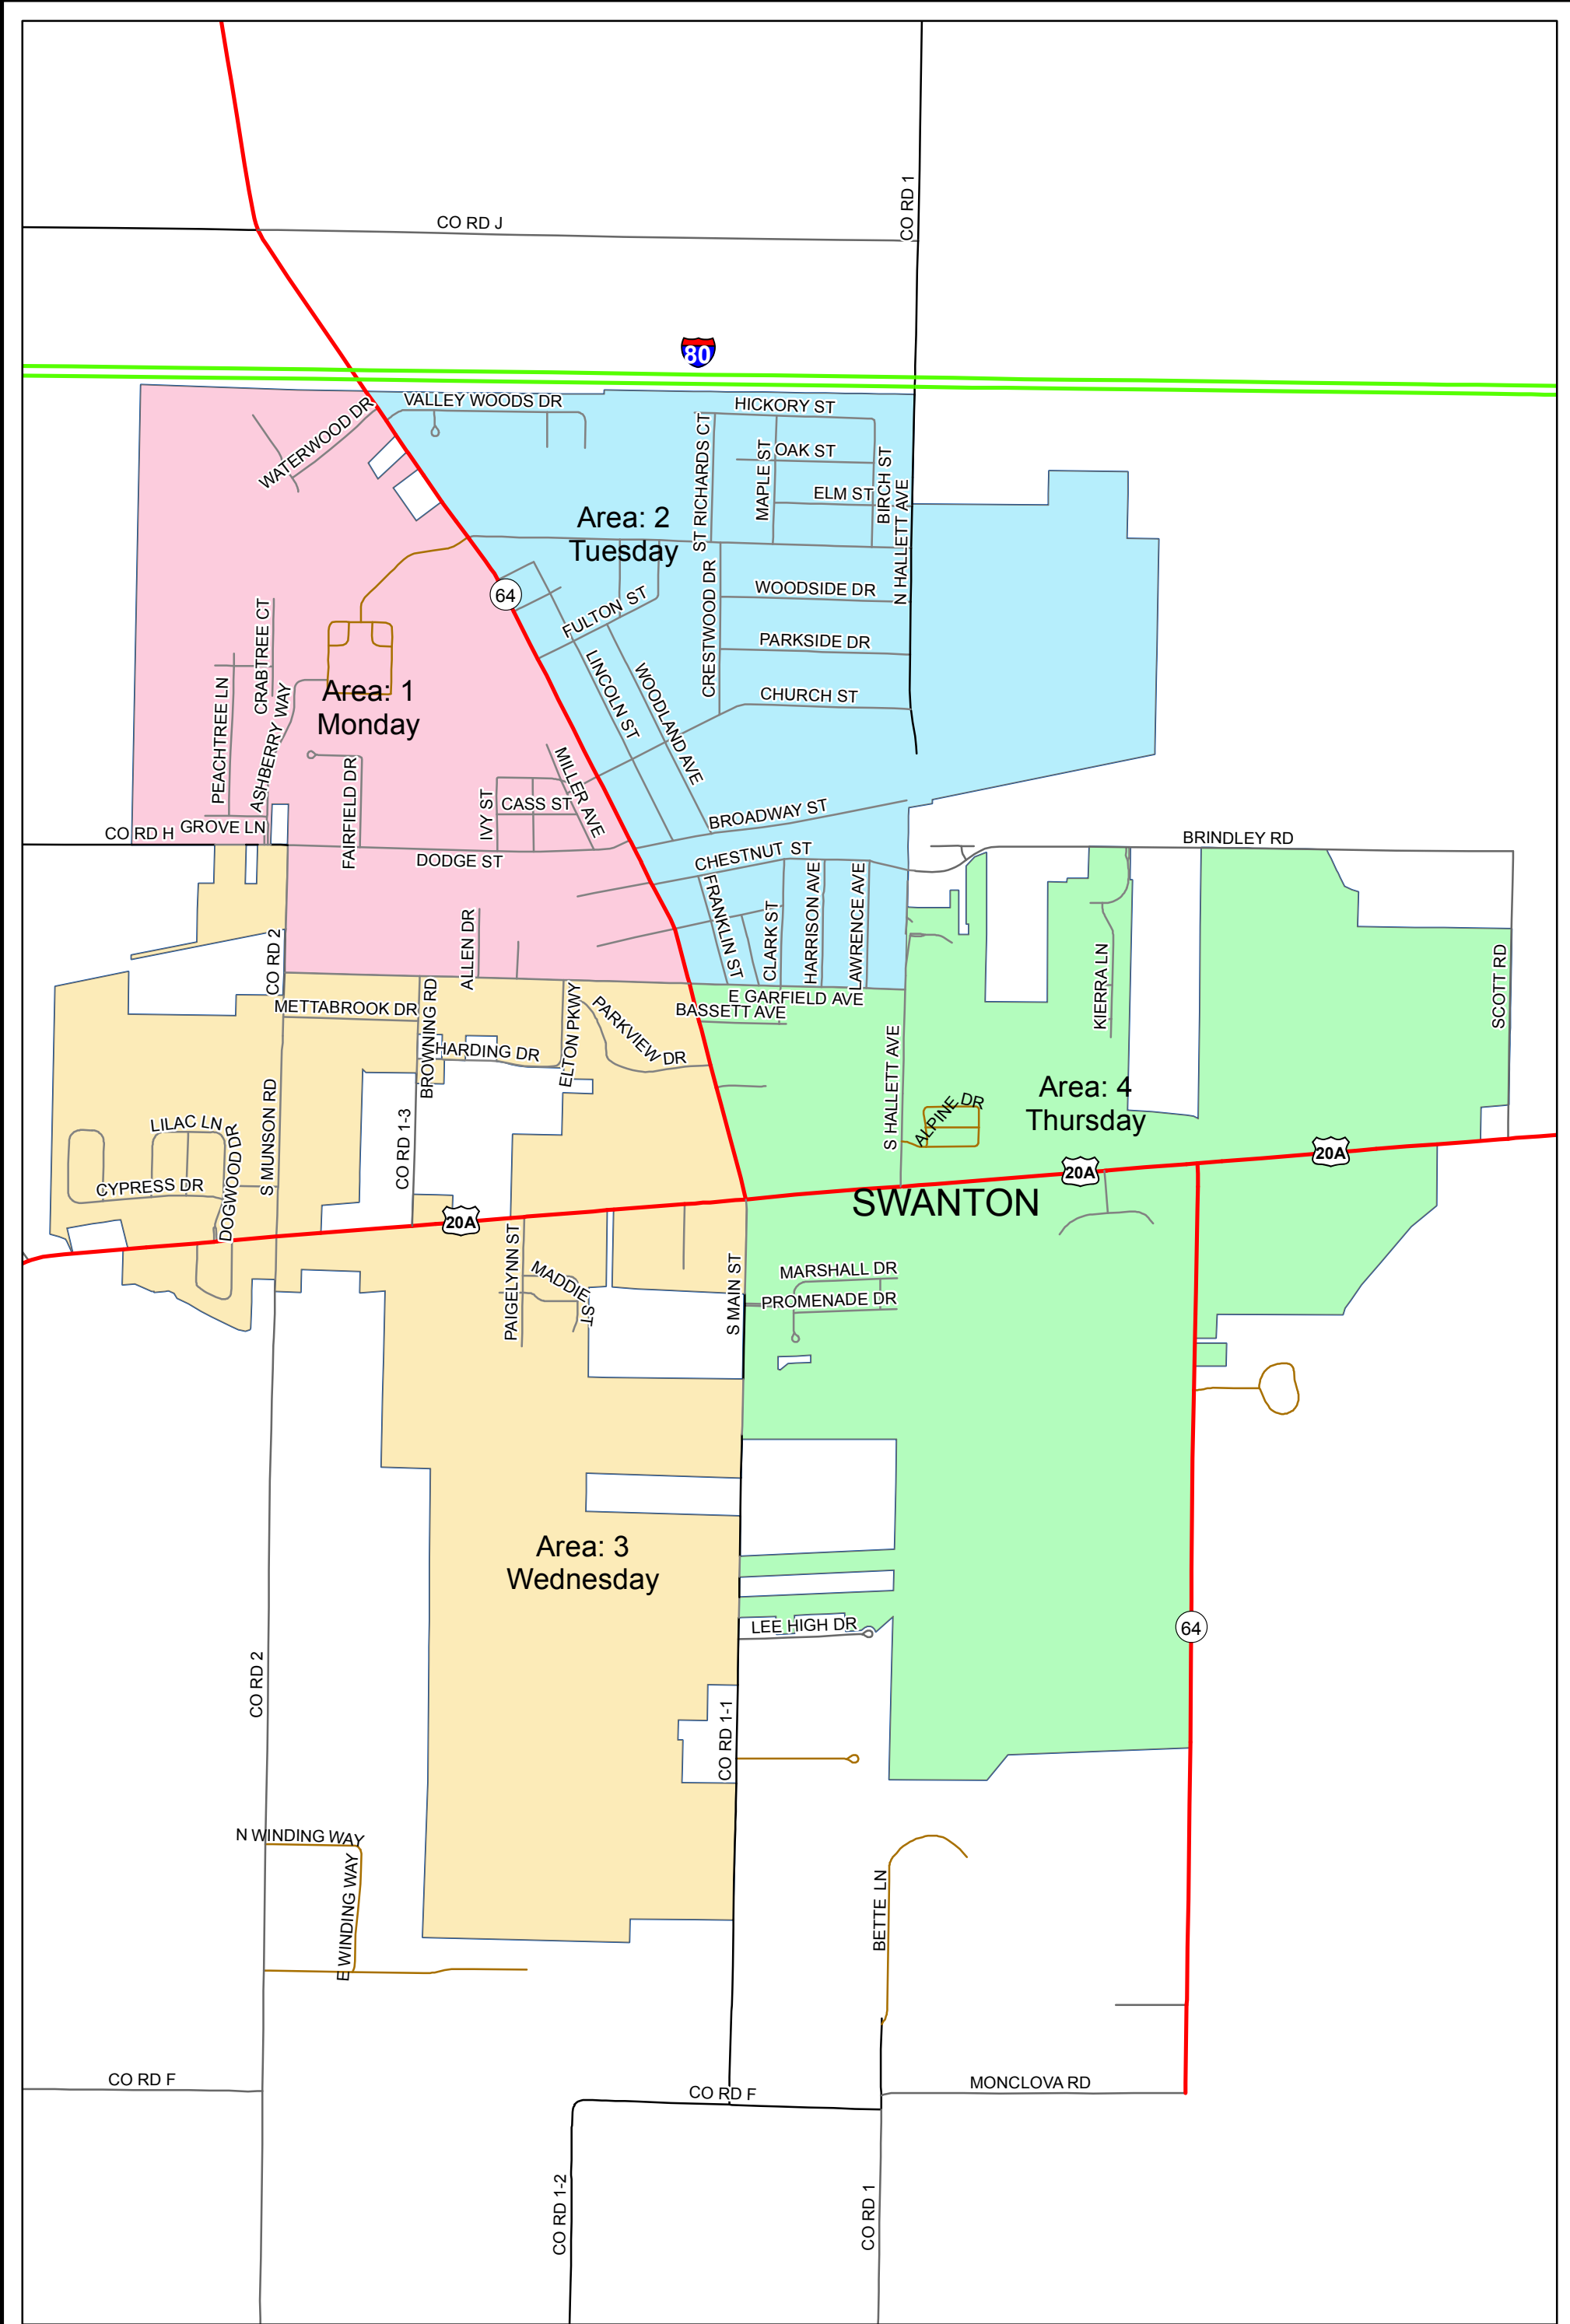 CO RD J
CO RD 1
80
VALLEY WOODS DR
HICKORY ST
WATERWOOD DR
ST RICHARDS CT
MAPLE ST
OAK ST
BIRCH ST
ELM ST
N HALLETT AVE
Area: 2
Tuesday
64
FULTON ST
CRESTWOOD DR
WOODSIDE DR
PARKSIDE DR
CRABTREE CT
LINCOLN ST
WOODLAND AVE
CHURCH ST
PEACHTREE LN
ASHBERRY WAY
Area: 1
Monday
FAIRFIELD DR
MILLER AVE
IVY ST
CASS ST
BROADWAY ST
CO RD H
GROVE LN
DODGE ST
BRINDLEY RD
CHESTNUT ST
FRANKLIN ST
CLARK ST
HARRISON AVE
LAWRENCE AVE
ALLEN DR
CO RD 2
KIERRA LN
SCOTT RD
E GARFIELD AVE
BASSETT AVE
METTABROOK DR
BROWNING RD
HARDING DR
ELTON PKWY
PARKVIEW DR
S HALLETT AVE
ALPINE DR
Area: 4
Thursday
LILAC LN
DOGWOOD DR
S MUNSON RD
CO RD 1-3
CYPRESS DR
20A
20A
20A
SWANTON
PAIGELYNN ST
MADDIE ST
S MAIN ST
MARSHALL DR
PROMENADE DR
Area: 3
Wednesday
LEE HIGH DR
64
CO RD 2
CO RD 1-1
N WINDING WAY
E WINDING WAY
BETTE LN
CO RD F
CO RD F
MONCLOVA RD
CO RD 1-2
CO RD 1